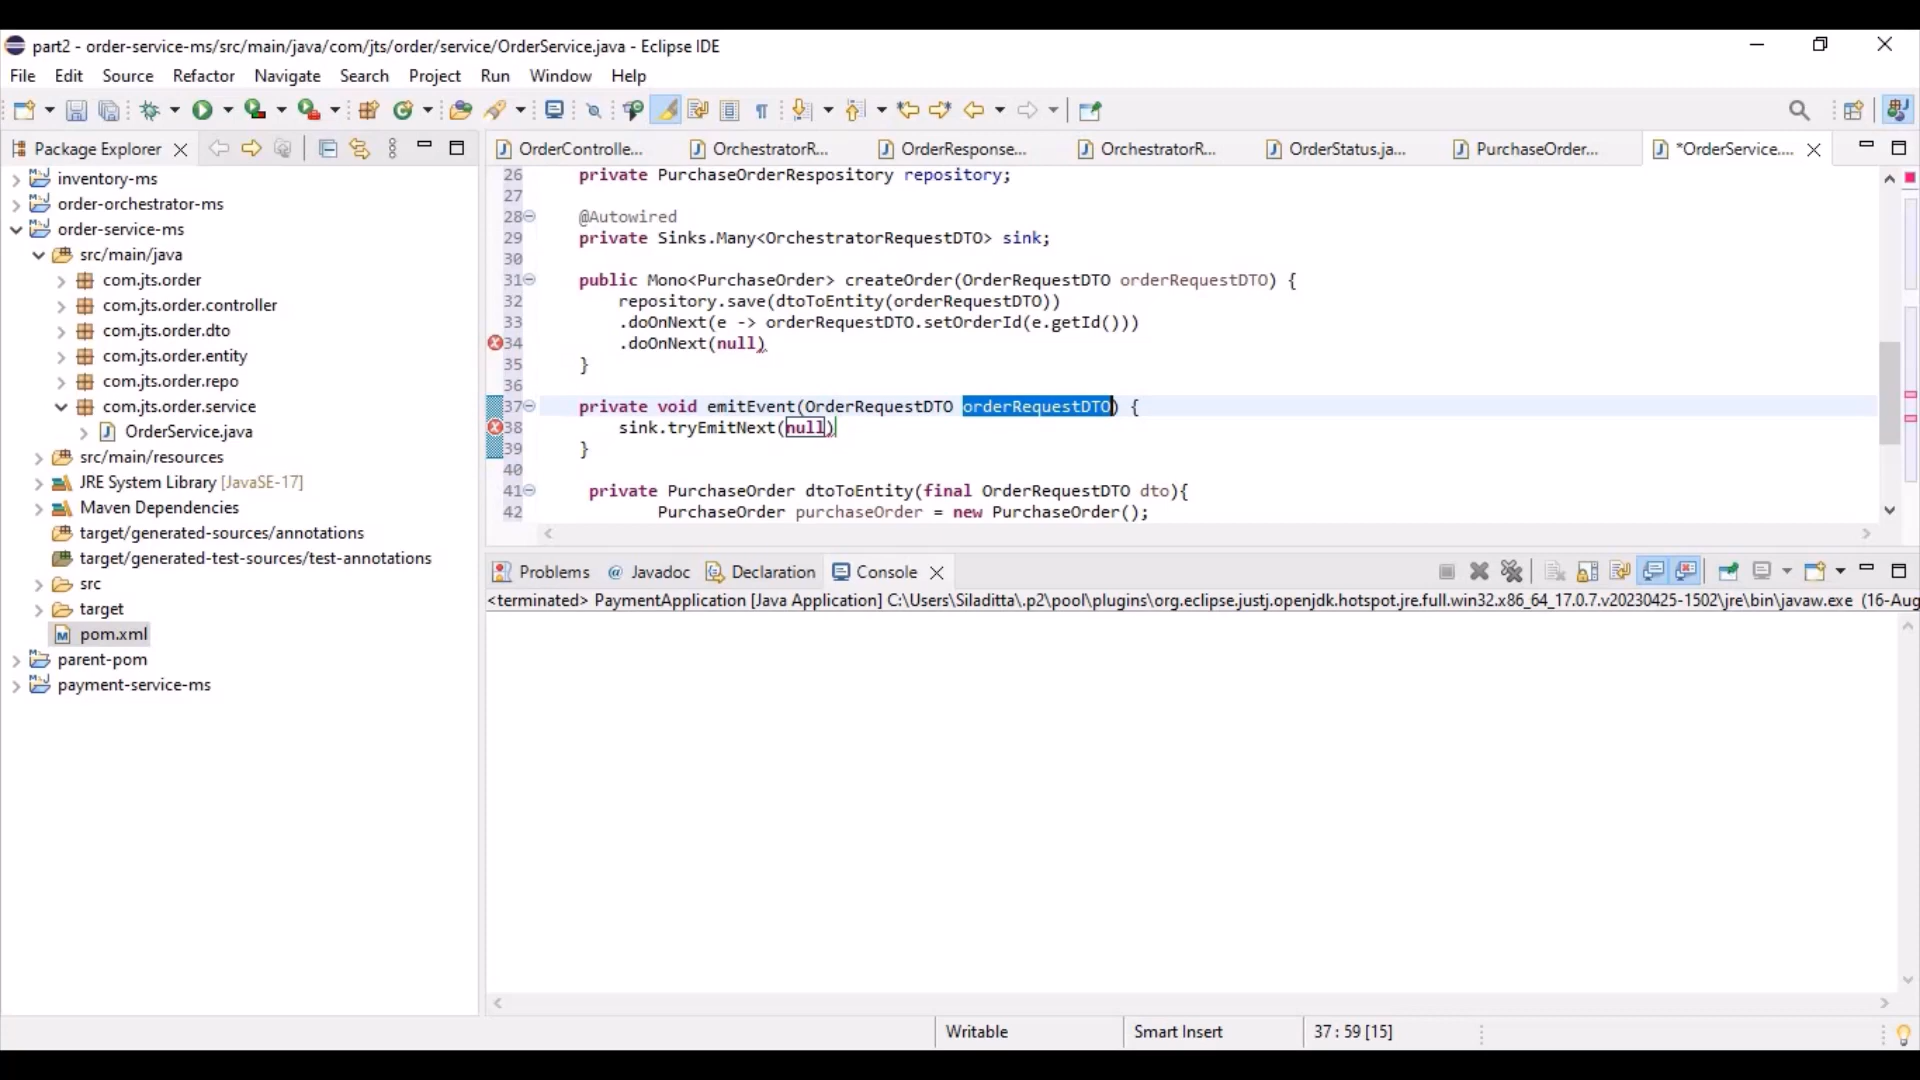 part2 - order-service-ms/src/main/java/com/jts/order/service/OrderService.java - Eclipse IDE
File Edit Source Refactor Navigate Search Project Run Window Help
Package Explorer
inventory-ms
order-orchestrator-ms
order-service-ms
src/main/java
com.jts.order
com.jts.order.controller
com.jts.order.dto
com.jts.order.entity
com.jts.order.repo
com.jts.order.service
OrderService.java
src/main/resources
JRE System Library [JavaSE-17]
Maven Dependencies
target/generated-sources/annotations
target/generated-test-sources/test-annotations
src
target
pom.xml
parent-pom
payment-service-ms
OrderControlle... OrchestratorR... OrderResponse... OrchestratorR... OrderStatus.ja... PurchaseOrder... *OrderService....
26 private PurchaseOrderRespository repository;
27
28 @Autowired
29 private Sinks.Many<OrchestratorRequestDTO> sink;
30
31 public Mono<PurchaseOrder> createOrder(OrderRequestDTO orderRequestDTO) {
32 repository.save(dtoToEntity(orderRequestDTO))
33 .doOnNext(e -> orderRequestDTO.setOrderId(e.getId()))
34 .doOnNext(null)
35 }
36
37 private void emitEvent(OrderRequestDTO orderRequestDTO) {
38 sink.tryEmitNext(null)
39 }
40
41 private PurchaseOrder dtoToEntity(final OrderRequestDTO dto){
42 PurchaseOrder purchaseOrder = new PurchaseOrder();
Problems Javadoc Declaration Console
<terminated> PaymentApplication [Java Application] C:\Users\Siladitta\.p2\pool\plugins\org.eclipse.justj.openjdk.hotspot.jre.full.win32.x86_64_17.0.7.v20230425-1502\jre\bin\javaw.exe (16-Aug
Writable Smart Insert 37 : 59 [15]